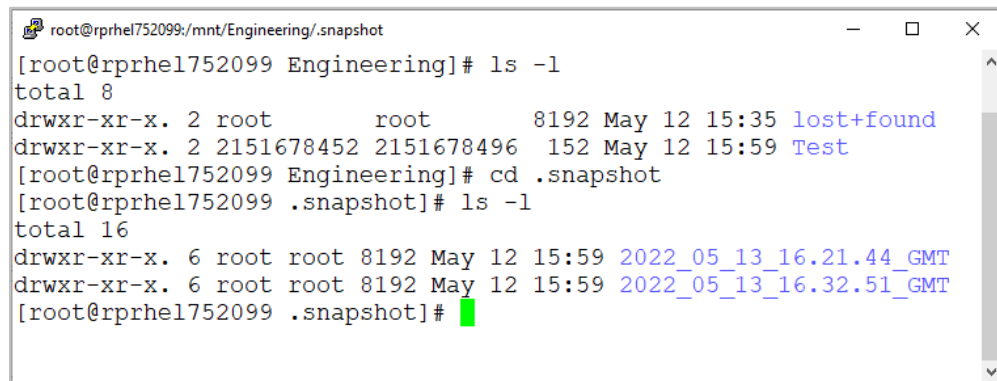 root@rprhel752099:/mnt/Engineering/.snapshot
[root@rprhel752099 Engineering]# ls -l
total 8
drwxr-xr-x. 2 root       root       8192 May 12 15:35 lost+found
drwxr-xr-x. 2 2151678452 2151678496  152 May 12 15:59 Test
[root@rprhel752099 Engineering]# cd .snapshot
[root@rprhel752099 .snapshot]# ls -l
total 16
drwxr-xr-x. 6 root root 8192 May 12 15:59 2022_05_13_16.21.44_GMT
drwxr-xr-x. 6 root root 8192 May 12 15:59 2022_05_13_16.32.51_GMT
[root@rprhel752099 .snapshot]#